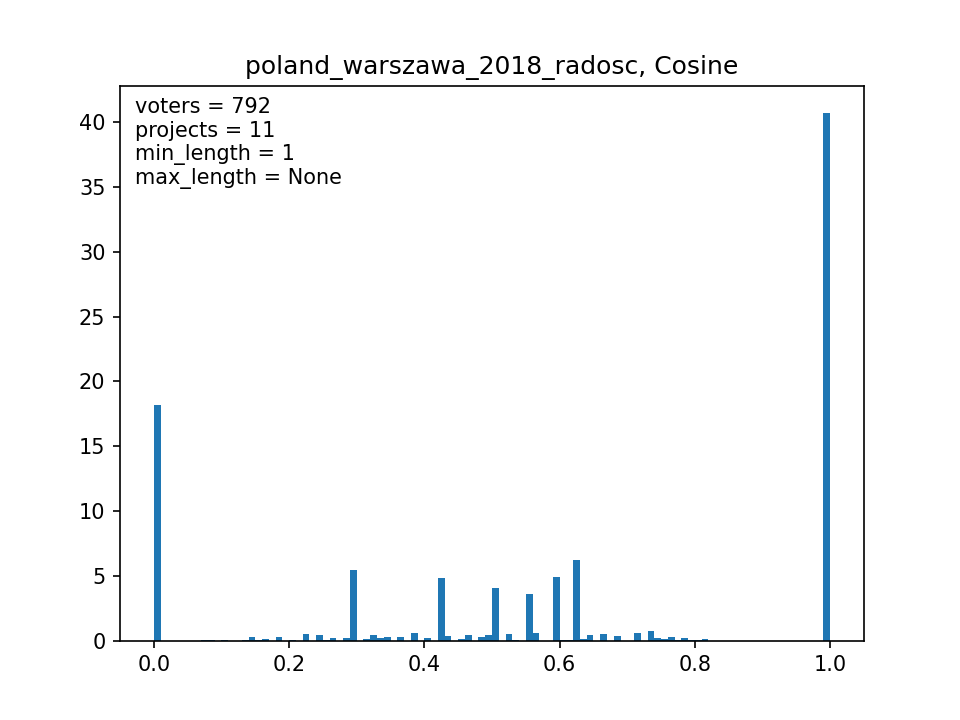 poland_warszawa_2018_radosc, Cosine
voters = 792
projects = 11
min_length = 1
max_length = None
40
35
30
25
20
15
10
5
0
0.0 0.2 0.4 0.6 0.8 1.0